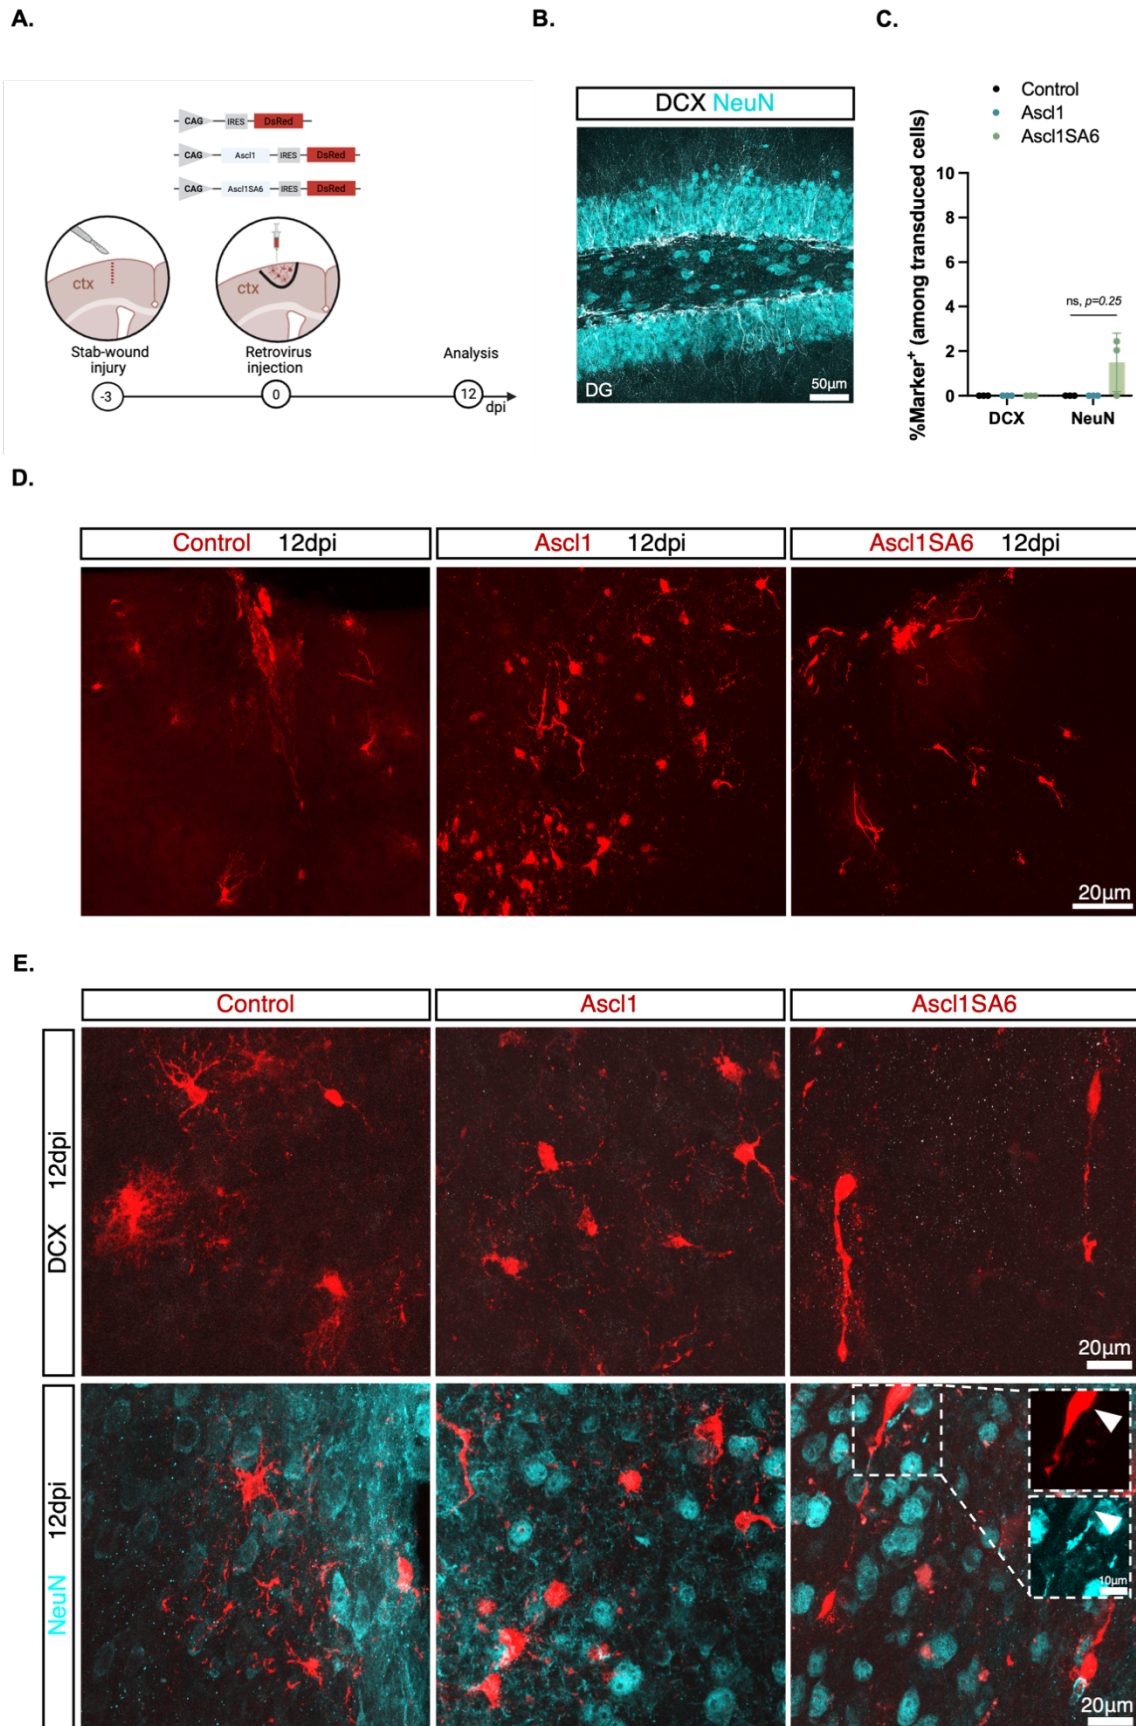 A.
CAG IRES DsRed
CAG Ascl1 IRES DsRed
CAG Ascl1SA6 IRES DsRed
ctx
ctx
Stab-wound
injury
Retrovirus
injection
Analysis
-3
0
12
dpi
B.
DCX NeuN
DG
50µm
C.
Control
Ascl1
Ascl1SA6
%Marker+ (among transduced cells)
10
8
6
4
2
0
ns, p=0.25
DCX
NeuN
D.
Control 12dpi
Ascl1 12dpi
Ascl1SA6 12dpi
20µm
E.
Control
Ascl1
Ascl1SA6
DCX 12dpi
20µm
NeuN 12dpi
10µm
20µm